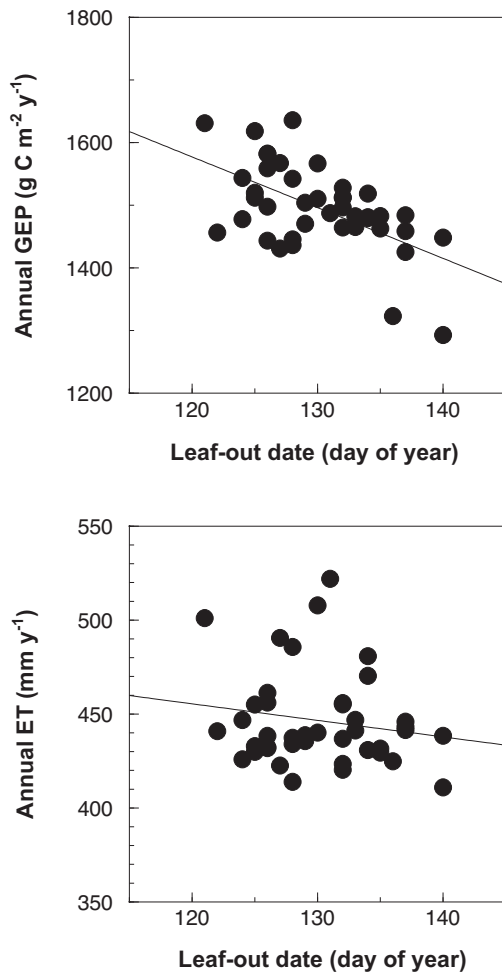 1800
1600
1400
1200
Annual GEP (g C m⁻² y⁻¹)
120 130 140
Leaf-out date (day of year)
550
500
450
400
350
Annual ET (mm y⁻¹)
120 130 140
Leaf-out date (day of year)